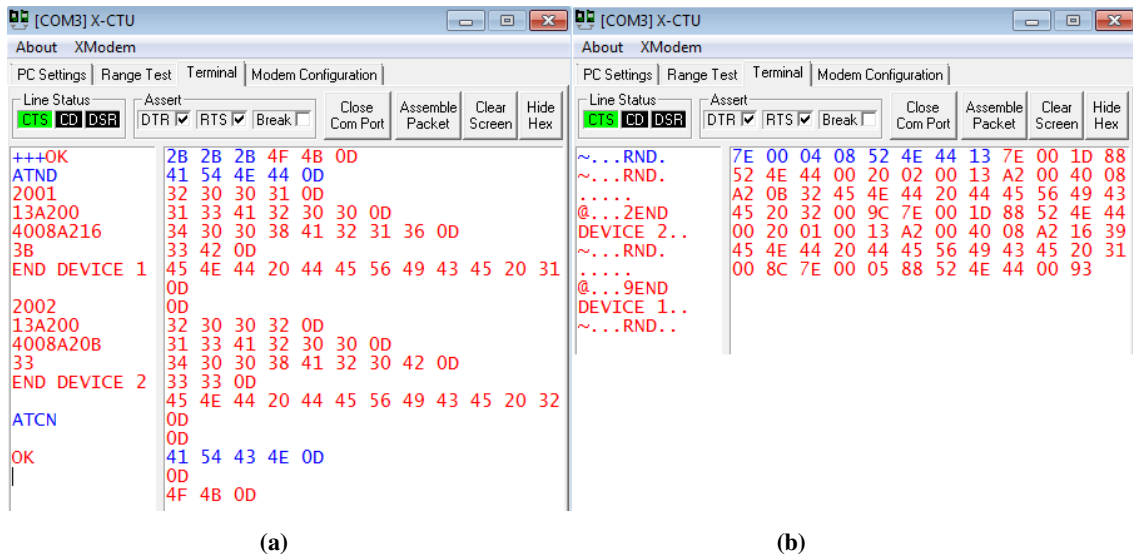 [COM3] X-CTU
About XModem
PC Settings Range Test Terminal Modem Configuration
Line Status Assert
CTS CD DSR DTR RTS Break Close Com Port Assemble Packet Clear Screen Hide Hex
+++OK
ATND
2001
13A200
4008A216
3B
END DEVICE 1
2002
13A200
4008A20B
33
END DEVICE 2
ATCN
OK
2B 2B 2B 4F 4B 0D
41 54 4E 44 0D
32 30 30 31 0D
31 33 41 32 30 30 0D
34 30 30 38 41 32 31 36 0D
33 42 0D
45 4E 44 20 44 45 56 49 43 45 20 31
0D
0D
32 30 30 32 0D
31 33 41 32 30 30 0D
34 30 30 38 41 32 30 42 0D
33 33 0D
45 4E 44 20 44 45 56 49 43 45 20 32
0D
0D
41 54 43 4E 0D
0D
4F 4B 0D
(a)
[COM3] X-CTU
About XModem
PC Settings Range Test Terminal Modem Configuration
Line Status Assert
CTS CD DSR DTR RTS Break Close Com Port Assemble Packet Clear Screen Hide Hex
~...RND.
~...RND.
.....
@...2END
DEVICE 2..
~...RND.
.....
@...9END
DEVICE 1..
~...RND..
7E 00 04 08 52 4E 44 13 7E 00 1D 88
52 4E 44 00 20 02 00 13 A2 00 40 08
A2 0B 32 45 4E 44 20 44 45 56 49 43
45 20 32 00 9C 7E 00 1D 88 52 4E 44
00 20 01 00 13 A2 00 40 08 A2 16 39
45 4E 44 20 44 45 56 49 43 45 20 31
00 8C 7E 00 05 88 52 4E 44 00 93
(b)